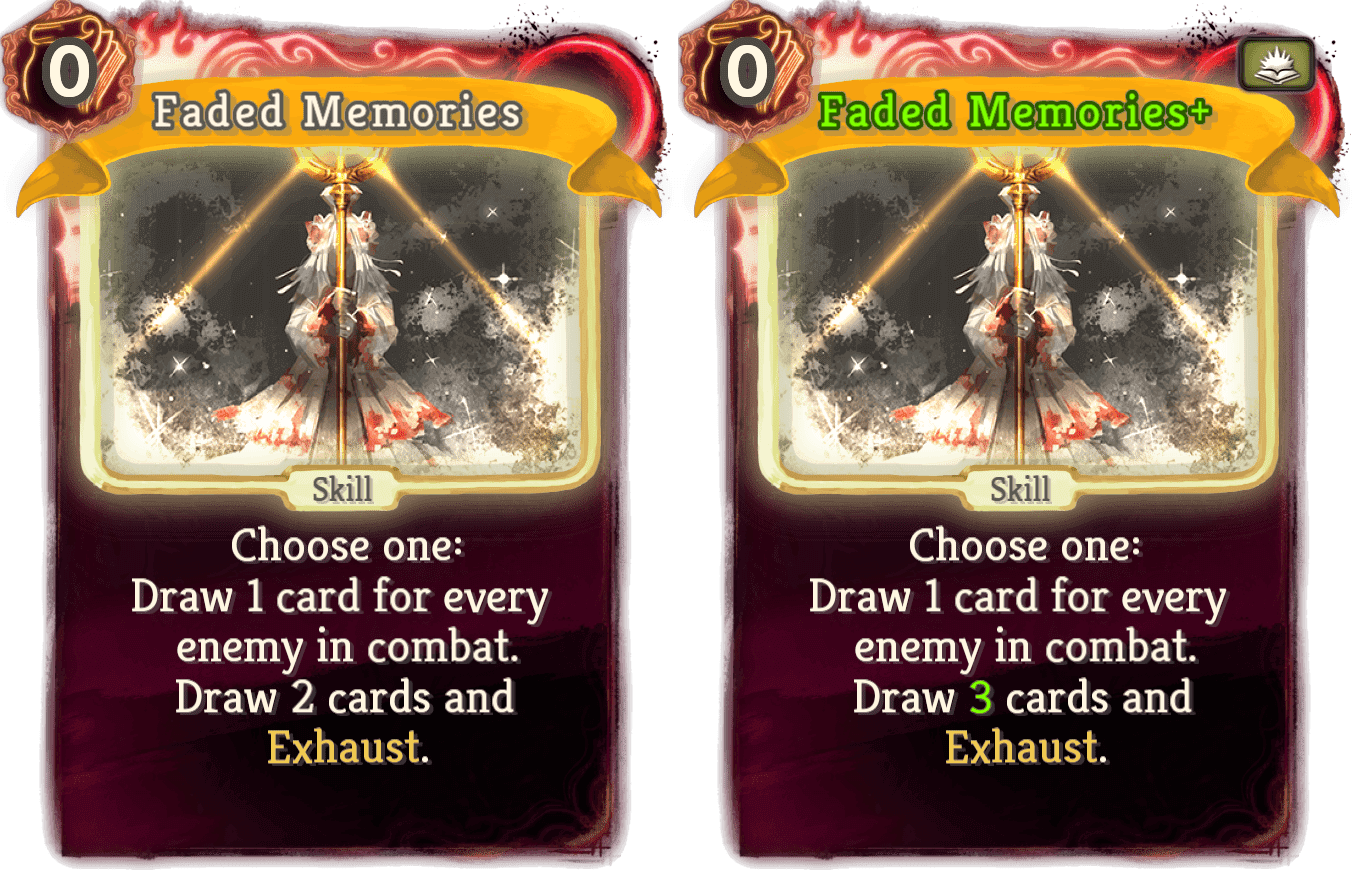 0
Faded Memories
Skill
Choose one:
Draw 1 card for every
enemy in combat.
Draw 2 cards and
Exhaust.
0
Faded Memories+
Skill
Choose one:
Draw 1 card for every
enemy in combat.
Draw 3 cards and
Exhaust.